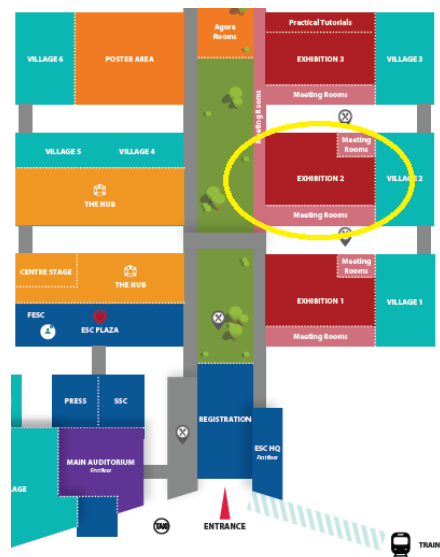 Agora
Rooms
Practical Tutorials
VILLAGE 6
POSTER AREA
EXHIBITION 3
VILLAGE 3
Meeting Rooms
Meeting Rooms
VILLAGE 5
VILLAGE 4
Meeting
Rooms
EXHIBITION 2
VILLAGE 2
THE HUB
Meeting Rooms
CENTRE STAGE
THE HUB
Meeting
Rooms
EXHIBITION 1
VILLAGE 1
FESC
ESC PLAZA
Meeting Rooms
PRESS
SSC
REGISTRATION
ESC HQ
First floor
MAIN AUDITORIUM
First floor
LAGE
TAXI
ENTRANCE
TRAIN